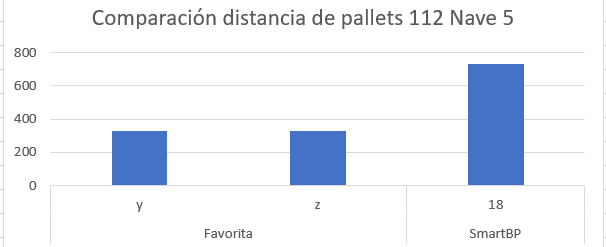 Comparación distancia de pallets 112 Nave 5
800
600
400
200
0
y z 18
Favorita SmartBP